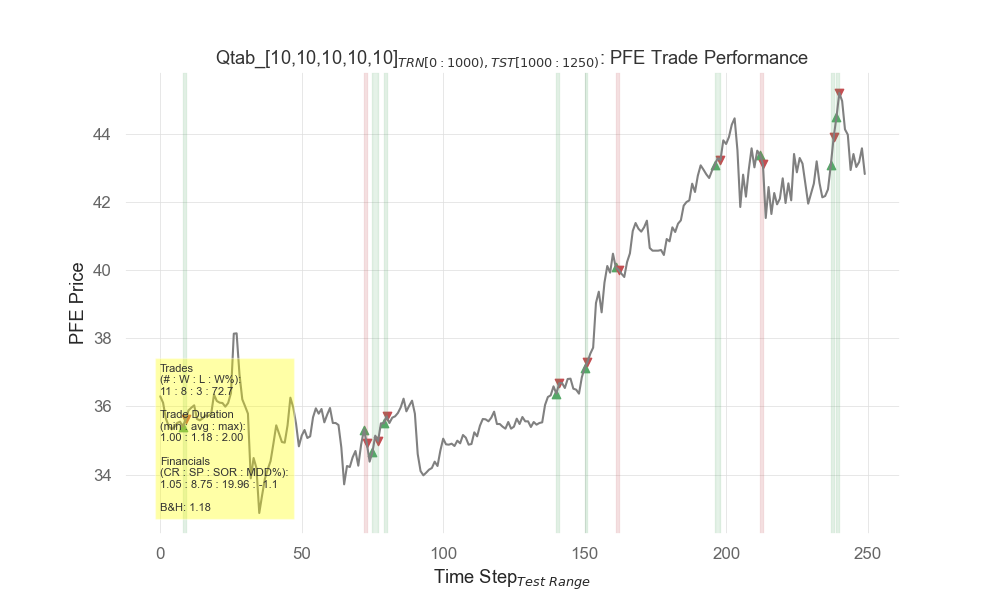 Qtab_[10,10,10,10,10]TRN[0:1000),TST[1000:1250): PFE Trade Performance
PFE Price
44
42
40
38
36
34
Trades
(# : W : L : W%):
11 : 8 : 3 : 72.7
Trade Duration
(min : avg : max):
1.00 : 1.18 : 2.00
Financials
(CR : SP : SOR : MDD%):
1.05 : 8.75 : 19.96 : -1.1
B&H: 1.18
0 50 100 150 200 250
Time StepTest Range